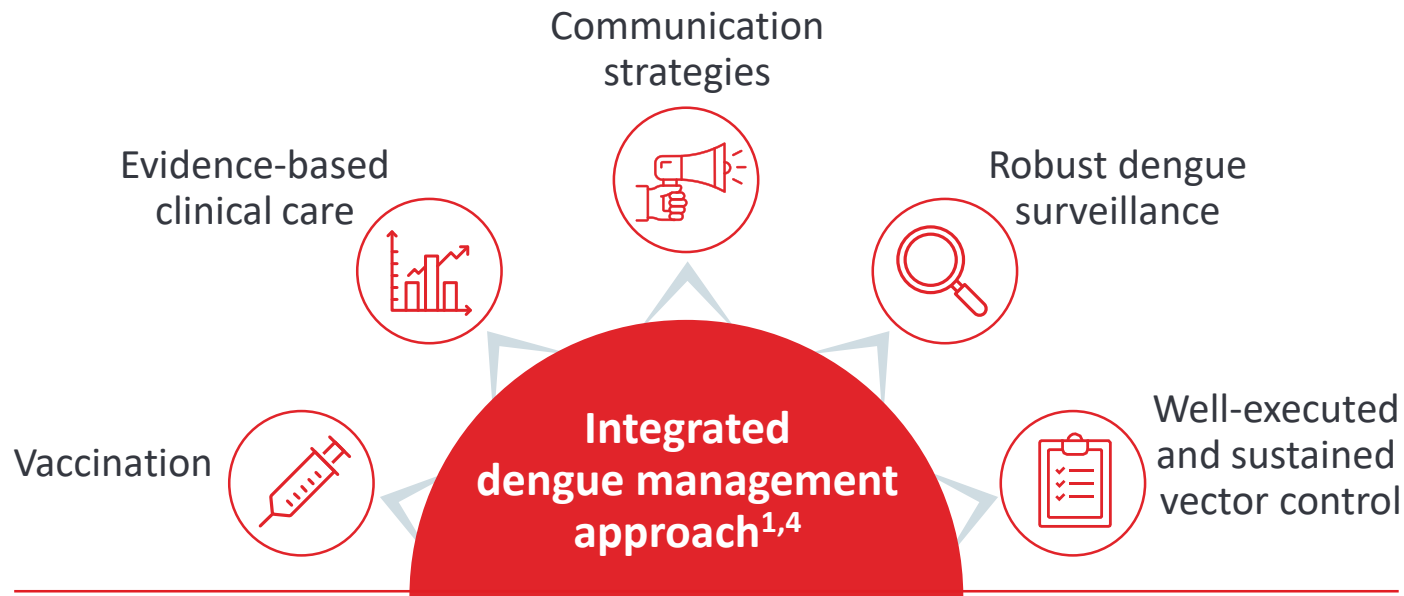 Communication
strategies
Evidence-based
clinical care
Robust dengue
surveillance
Vaccination
Well-executed
and sustained
vector control
Integrated
dengue management
approach1,4